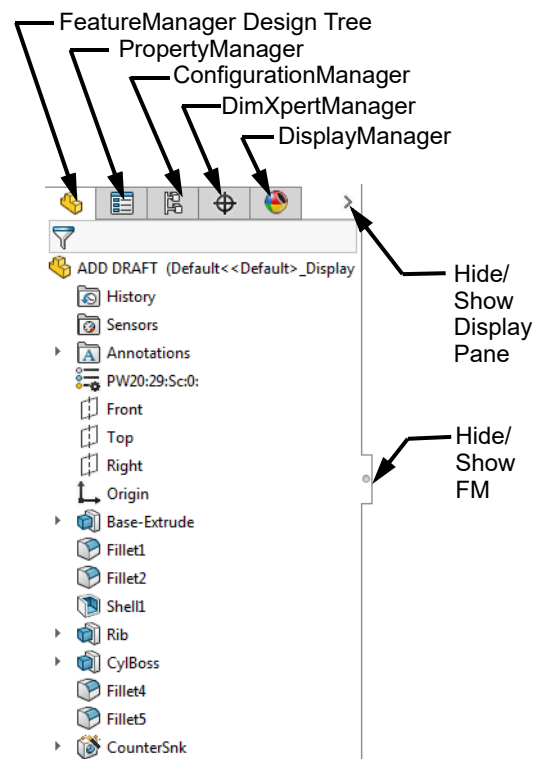 FeatureManager Design Tree
PropertyManager
ConfigurationManager
DimXpertManager
DisplayManager
ADD DRAFT (Default<<Default>_Display
Hide/
Show
Display
Pane
History
Sensors
A Annotations
PW20:29:Sc:0:
Front
Top
Right
Origin
Hide/
Show
FM
Base-Extrude
Fillet1
Fillet2
Shell1
Rib
CylBoss
Fillet4
Fillet5
CounterSnk